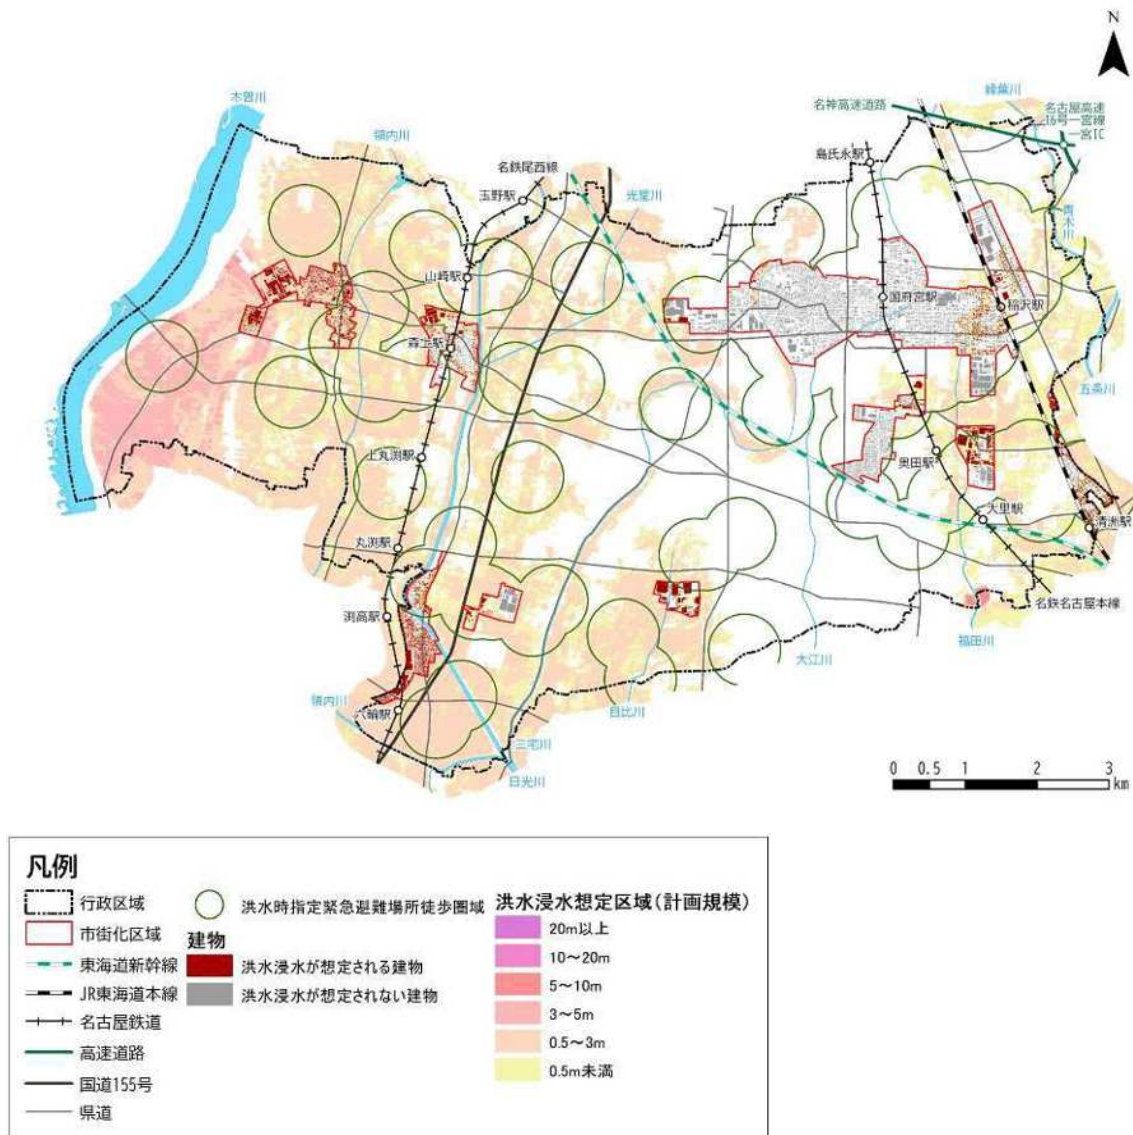 N
木曽川
領内川
名鉄尾西線
玉野駅
光堂川
名神高速道路
島氏永駅
縁葉川
名古屋高速
16号一宮線
一宮IC
青木川
山崎駅
森上駅
国府宮駅
稲沢駅
五条川
上丸渕駅
奥田駅
丸渕駅
大里駅
清洲駅
渕高駅
名鉄名古屋本線
福田川
大江川
領内川
六輪駅
目比川
三宅川
日光川
0 0.5 1 2 3
km
凡例
行政区域
市街化区域
東海道新幹線
JR東海道本線
名古屋鉄道
高速道路
国道155号
県道
洪水時指定緊急避難場所徒歩圏域
建物
洪水浸水が想定される建物
洪水浸水が想定されない建物
洪水浸水想定区域(計画規模)
20m以上
10～20m
5～10m
3～5m
0.5～3m
0.5m未満